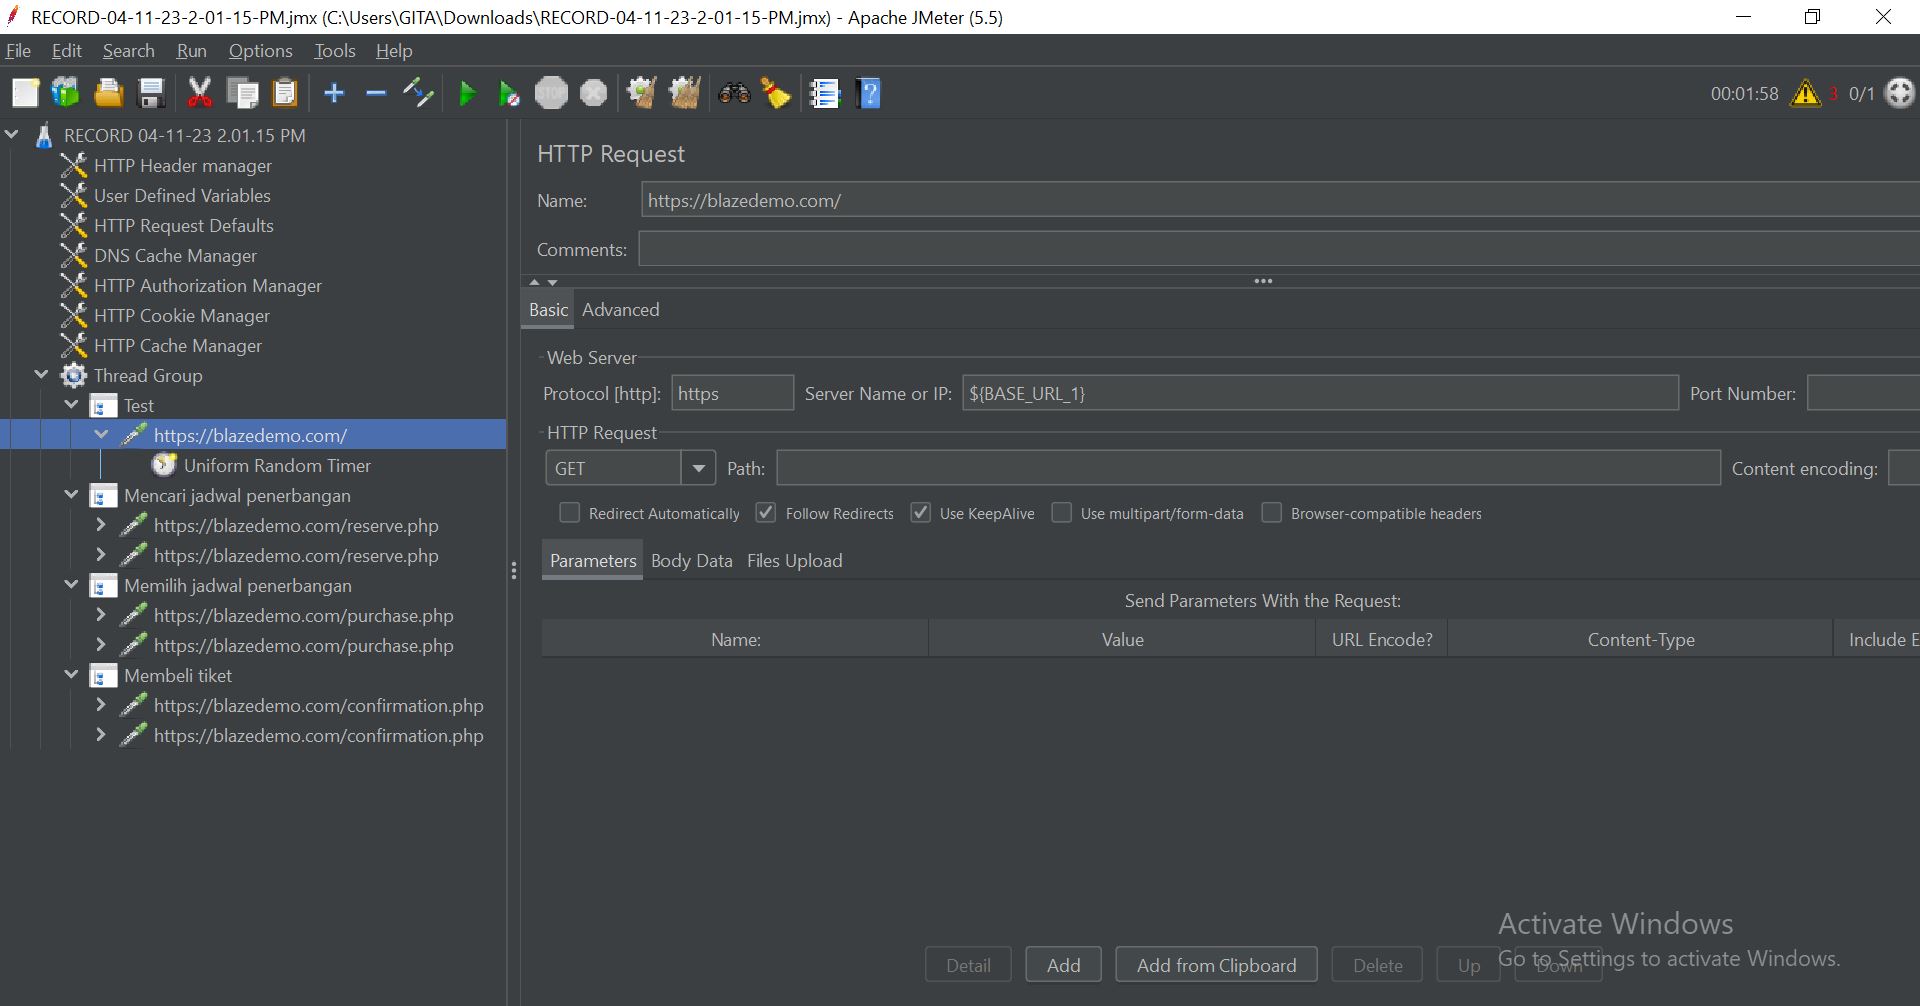 RECORD-04-11-23-2-01-15-PM.jmx (C:\Users\GITA\Downloads\RECORD-04-11-23-2-01-15-PM.jmx) - Apache JMeter (5.5)
File Edit Search Run Options Tools Help
STOP 00:01:58 3 0/1
RECORD 04-11-23 2.01.15 PM
HTTP Header manager
User Defined Variables
HTTP Request Defaults
DNS Cache Manager
HTTP Authorization Manager
HTTP Cookie Manager
HTTP Cache Manager
Thread Group
Test
https://blazedemo.com/
Uniform Random Timer
Mencari jadwal penerbangan
https://blazedemo.com/reserve.php
https://blazedemo.com/reserve.php
Memilih jadwal penerbangan
https://blazedemo.com/purchase.php
https://blazedemo.com/purchase.php
Membeli tiket
https://blazedemo.com/confirmation.php
https://blazedemo.com/confirmation.php
HTTP Request
Name: https://blazedemo.com/
Comments:
Basic Advanced
Web Server
Protocol [http]: https Server Name or IP: ${BASE_URL_1} Port Number:
HTTP Request
GET Path: Content encoding:
Redirect Automatically Follow Redirects Use KeepAlive Use multipart/form-data Browser-compatible headers
Parameters Body Data Files Upload
Send Parameters With the Request:
Name: Value URL Encode? Content-Type Include E
Detail Add Add from Clipboard Delete Up Down
Activate Windows
Go to Settings to activate Windows.